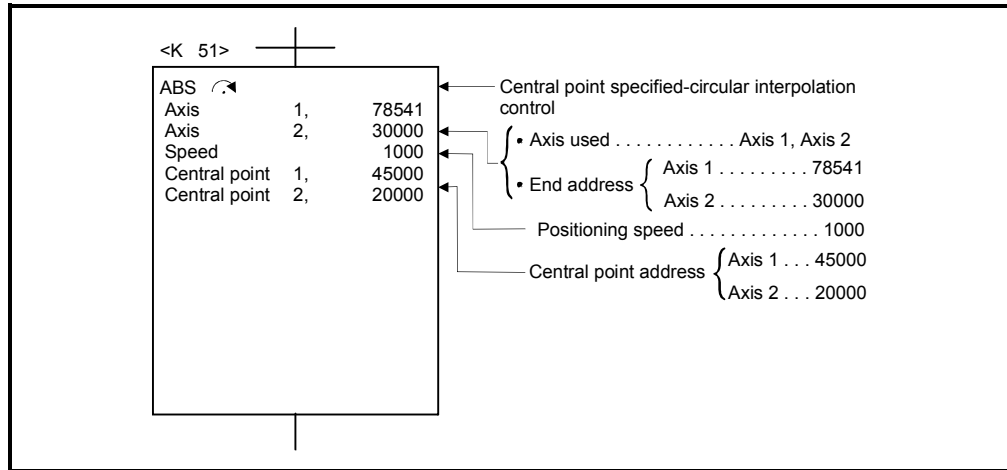 <K 51>
ABS
Axis 1, 78541
Axis 2, 30000
Speed 1000
Central point 1, 45000
Central point 2, 20000
Central point specified-circular interpolation
control
• Axis used . . . . . . . . . . . . Axis 1, Axis 2
• End address
Axis 1 . . . . . . . . . 78541
Axis 2 . . . . . . . . . 30000
Positioning speed . . . . . . . . . . . . . 1000
Central point address
Axis 1 . . . 45000
Axis 2 . . . 20000